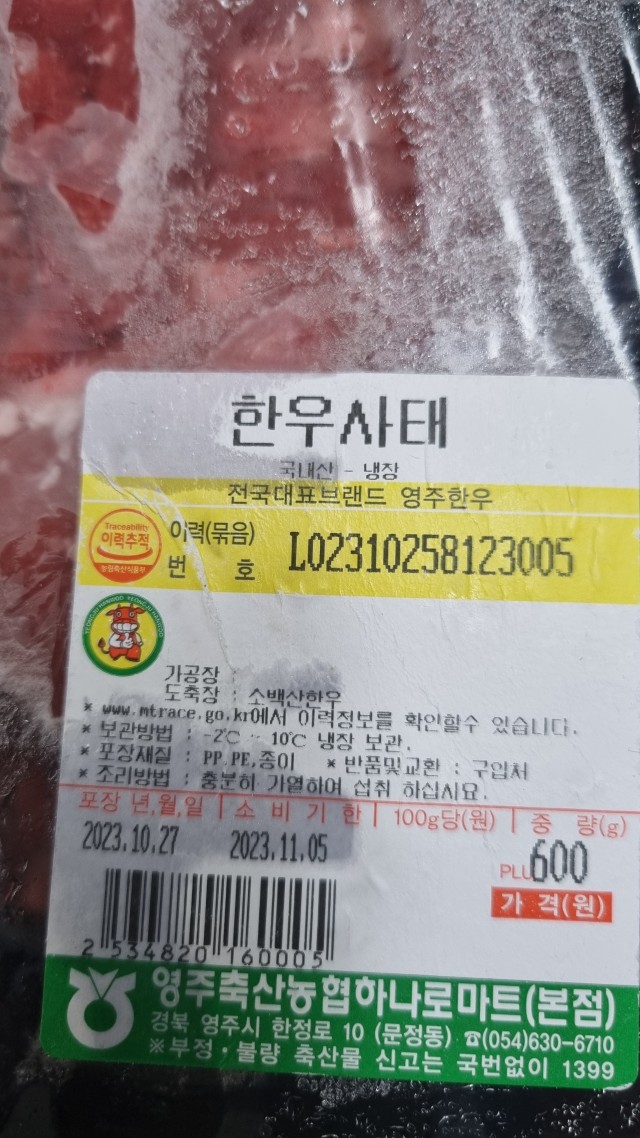 한우사태
국내산 - 냉장
전국대표브랜드 영주한우
Traceability
이력추적
농림축산식품부
이력(묶음)
번 호
L02310258123005
YEONGJU HANWOO
가공장 :
도축장 : 소백산한우
* www.mtrace.go.kr에서 이력정보를 확인할수 있습니다.
* 보관방법 : -2℃ ~ 10℃ 냉장 보관.
* 포장재질 : PP.PE,종이 * 반품및교환 : 구입처
* 조리방법 : 충분히 가열하여 섭취 하십시요.
포장 년,월,일 | 소 비 기 한 | 100g당(원) | 중 량(g)
2023.10.27 2023.11.05
PLU 600
가 격(원)
2 534820 160005
영주축산농협하나로마트(본점)
경북 영주시 한정로 10 (문정동) ☎(054)630-6710
※부정·불량 축산물 신고는 국번없이 1399